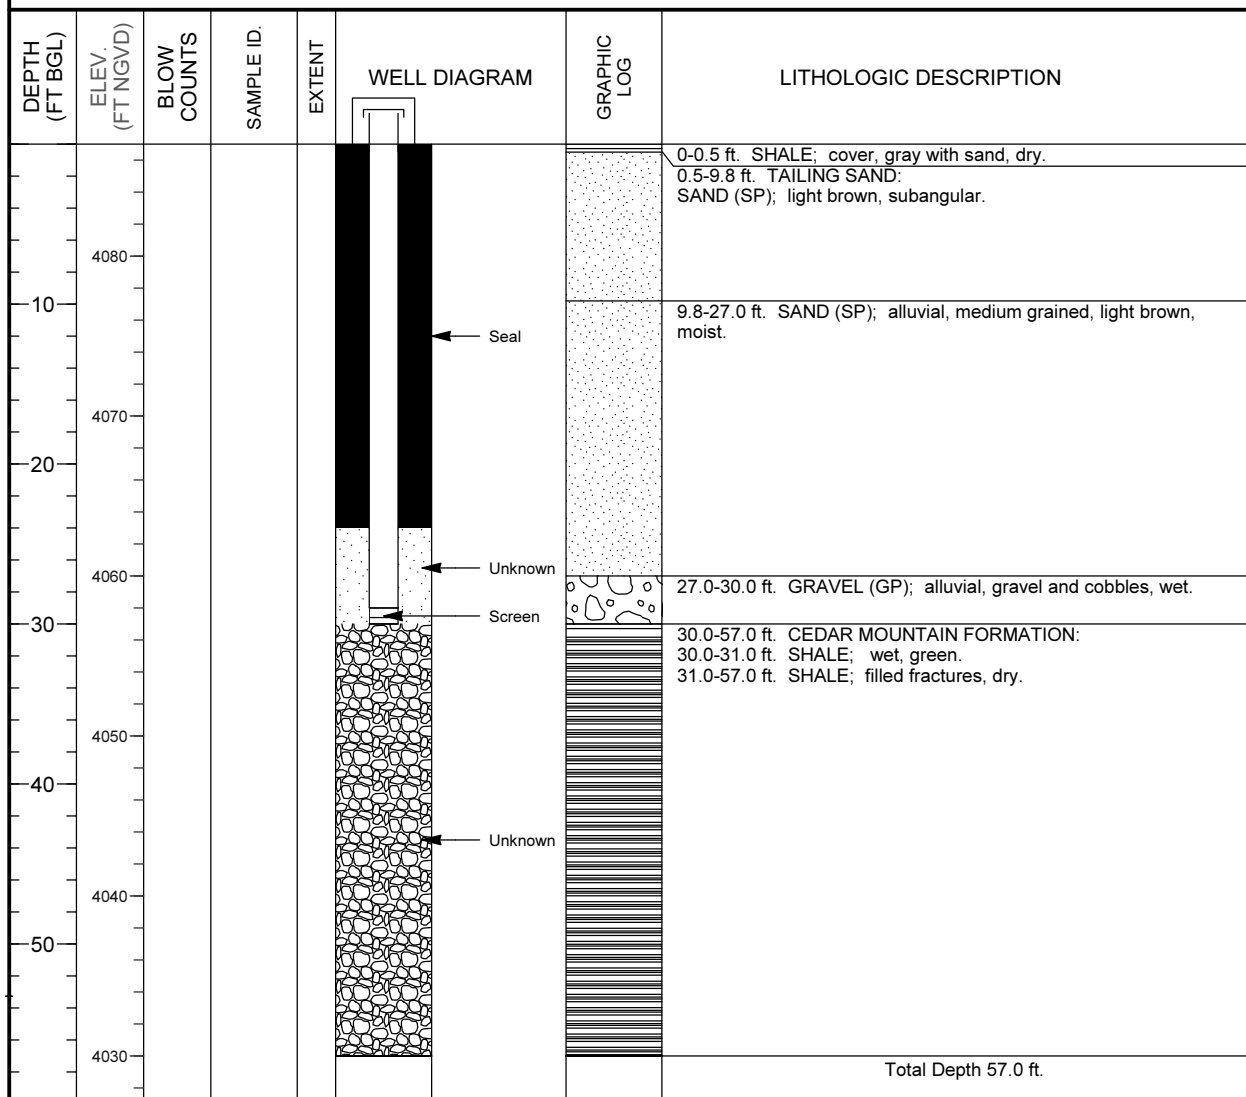 DEPTH
(FT BGL)
ELEV.
(FT NGVD)
BLOW
COUNTS
SAMPLE ID.
EXTENT
WELL DIAGRAM
GRAPHIC
LOG
LITHOLOGIC DESCRIPTION
0-0.5 ft. SHALE; cover, gray with sand, dry.
0.5-9.8 ft. TAILING SAND:
SAND (SP); light brown, subangular.
4080
10
9.8-27.0 ft. SAND (SP); alluvial, medium grained, light brown,
moist.
Seal
4070
20
4060
Unknown
27.0-30.0 ft. GRAVEL (GP); alluvial, gravel and cobbles, wet.
Screen
30
30.0-57.0 ft. CEDAR MOUNTAIN FORMATION:
30.0-31.0 ft. SHALE; wet, green.
31.0-57.0 ft. SHALE; filled fractures, dry.
4050
40
Unknown
4040
50
4030
Total Depth 57.0 ft.